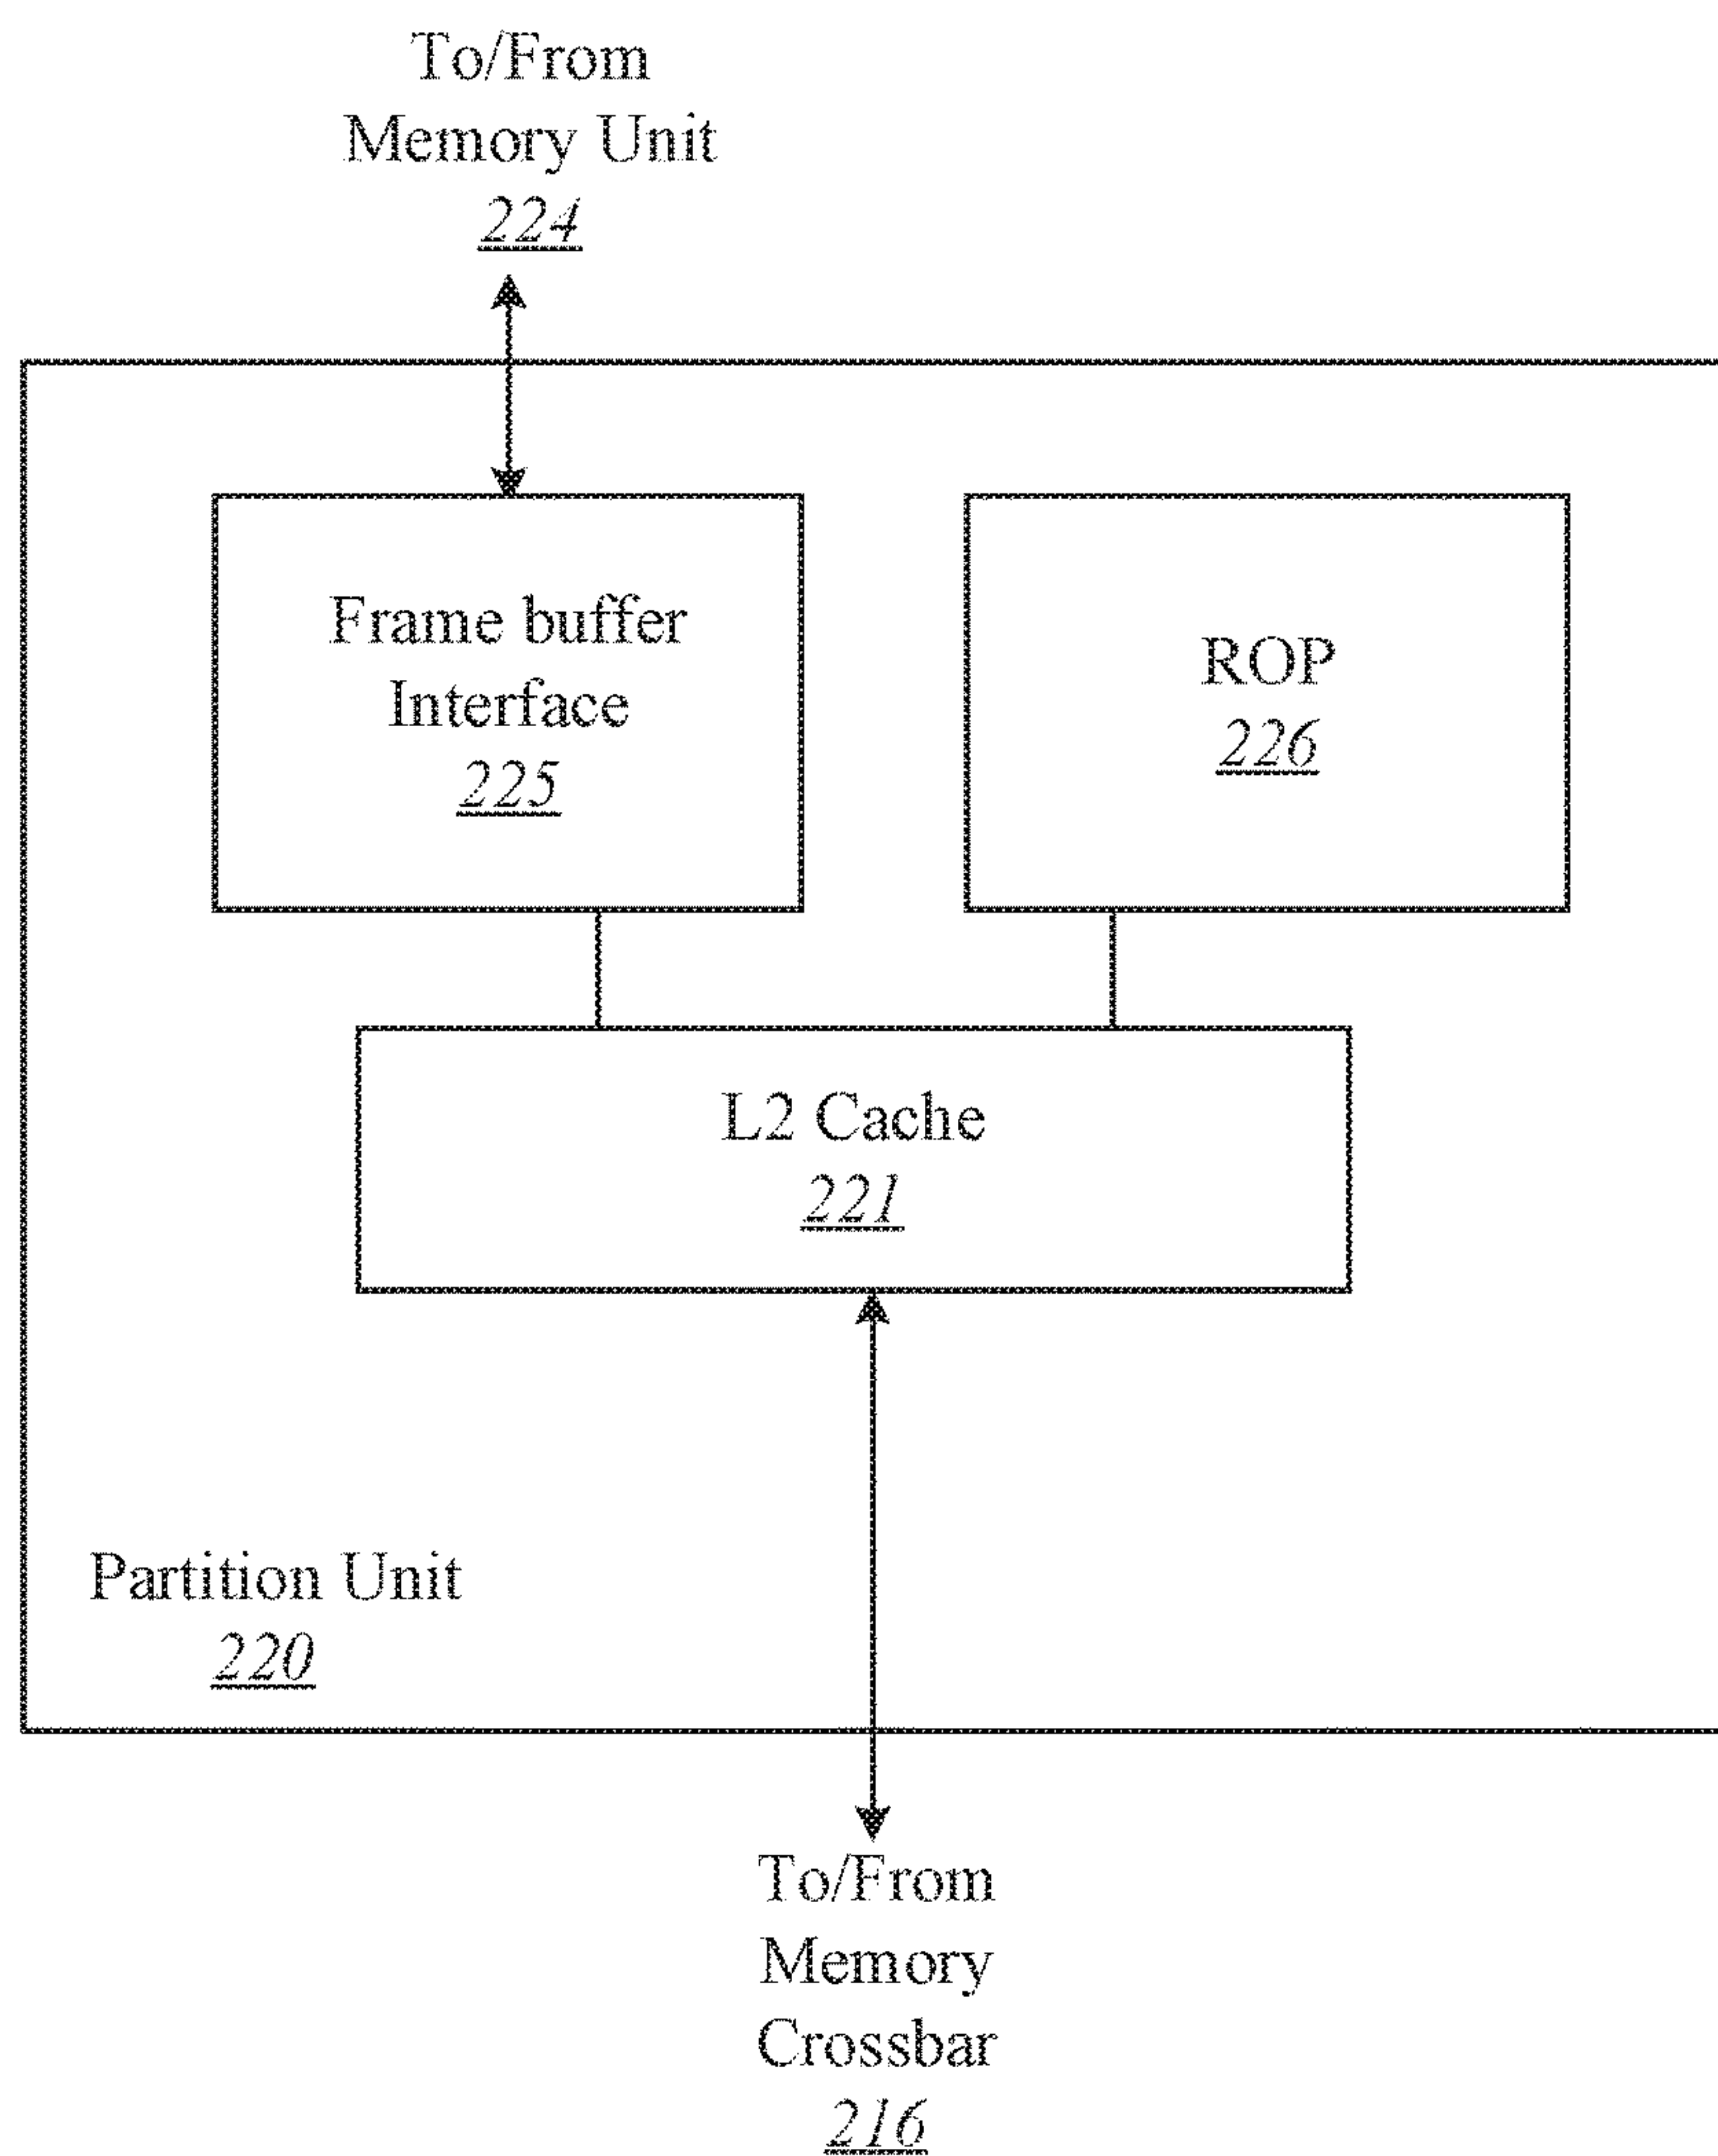 To/From
Memory Unit
224
Frame buffer
Interface
225
ROP
226
L2 Cache
221
Partition Unit
220
To/From
Memory
Crossbar
216